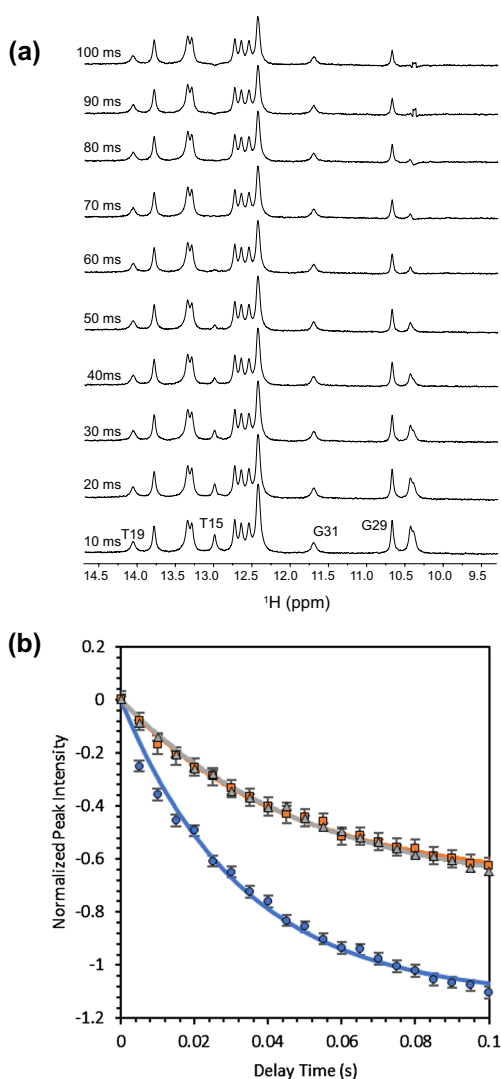 (a)
100 ms
90 ms
80 ms
70 ms
60 ms
50 ms
40ms
30 ms
20 ms
10 ms
T19
T15
G31
G29
14.5 14.0 13.5 13.0 12.5 12.0 11.5 11.0 10.5 10.0 9.5
¹H (ppm)
(b)
Normalized Peak Intensity
0.2
0
-0.2
-0.4
-0.6
-0.8
-1
-1.2
0 0.02 0.04 0.06 0.08 0.1
Delay Time (s)